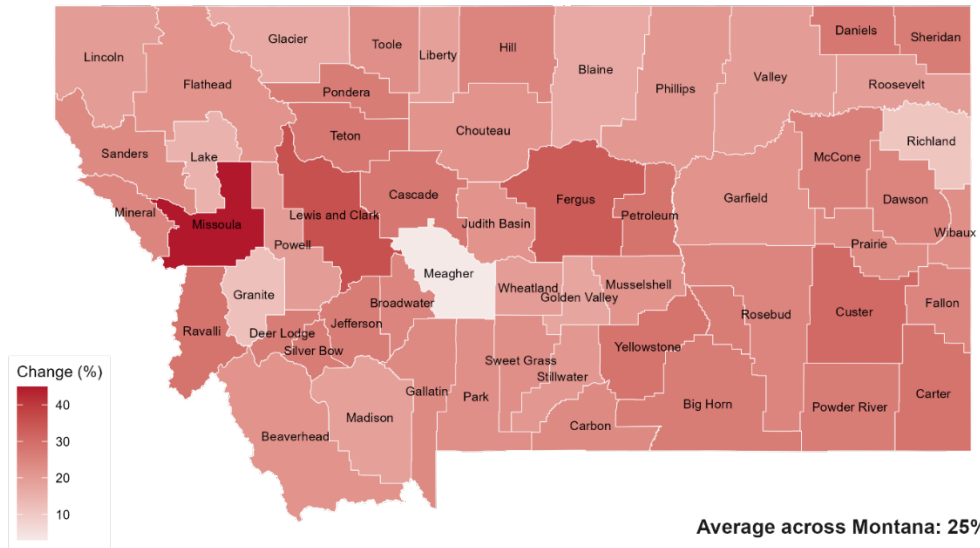 Glacier
Toole
Liberty
Hill
Daniels
Sheridan
Lincoln
Blaine
Valley
Flathead
Phillips
Roosevelt
Pondera
Teton
Chouteau
Richland
Sanders
Lake
McCone
Cascade
Garfield
Dawson
Mineral
Missoula
Lewis and Clark
Judith Basin
Fergus
Petroleum
Wibaux
Powell
Prairie
Meagher
Granite
Broadwater
Wheatland
Golden Valley
Musselshell
Rosebud
Custer
Fallon
Ravalli
Deer Lodge
Jefferson
Silver Bow
Yellowstone
Sweet Grass
Stillwater
Gallatin
Park
Big Horn
Powder River
Carter
Madison
Beaverhead
Carbon
Change (%)
40
30
20
10
Average across Montana: 25%